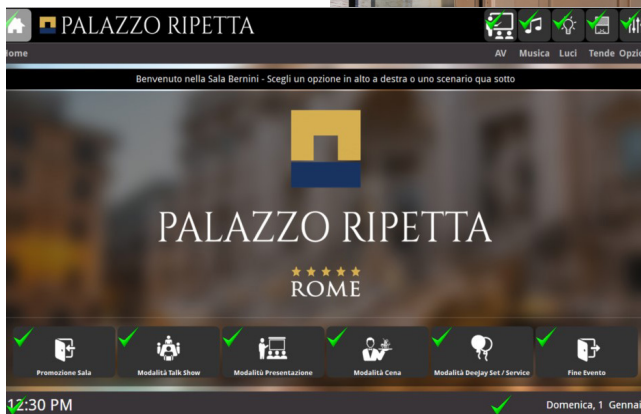 PALAZZO RIPETTA
Home
AV Musica Luci Tende Opzio
Benvenuto nella Sala Bernini - Scegli un opzione in alto a destra o uno scenario qua sotto
PALAZZO RIPETTA
ROME
Promozione Sala Modalità Talk Show Modalitù Presentazione Modalità Cena Modalità Deejay Set / Service Fine Evento
12:30 PM
Domenica, 1 Gennai